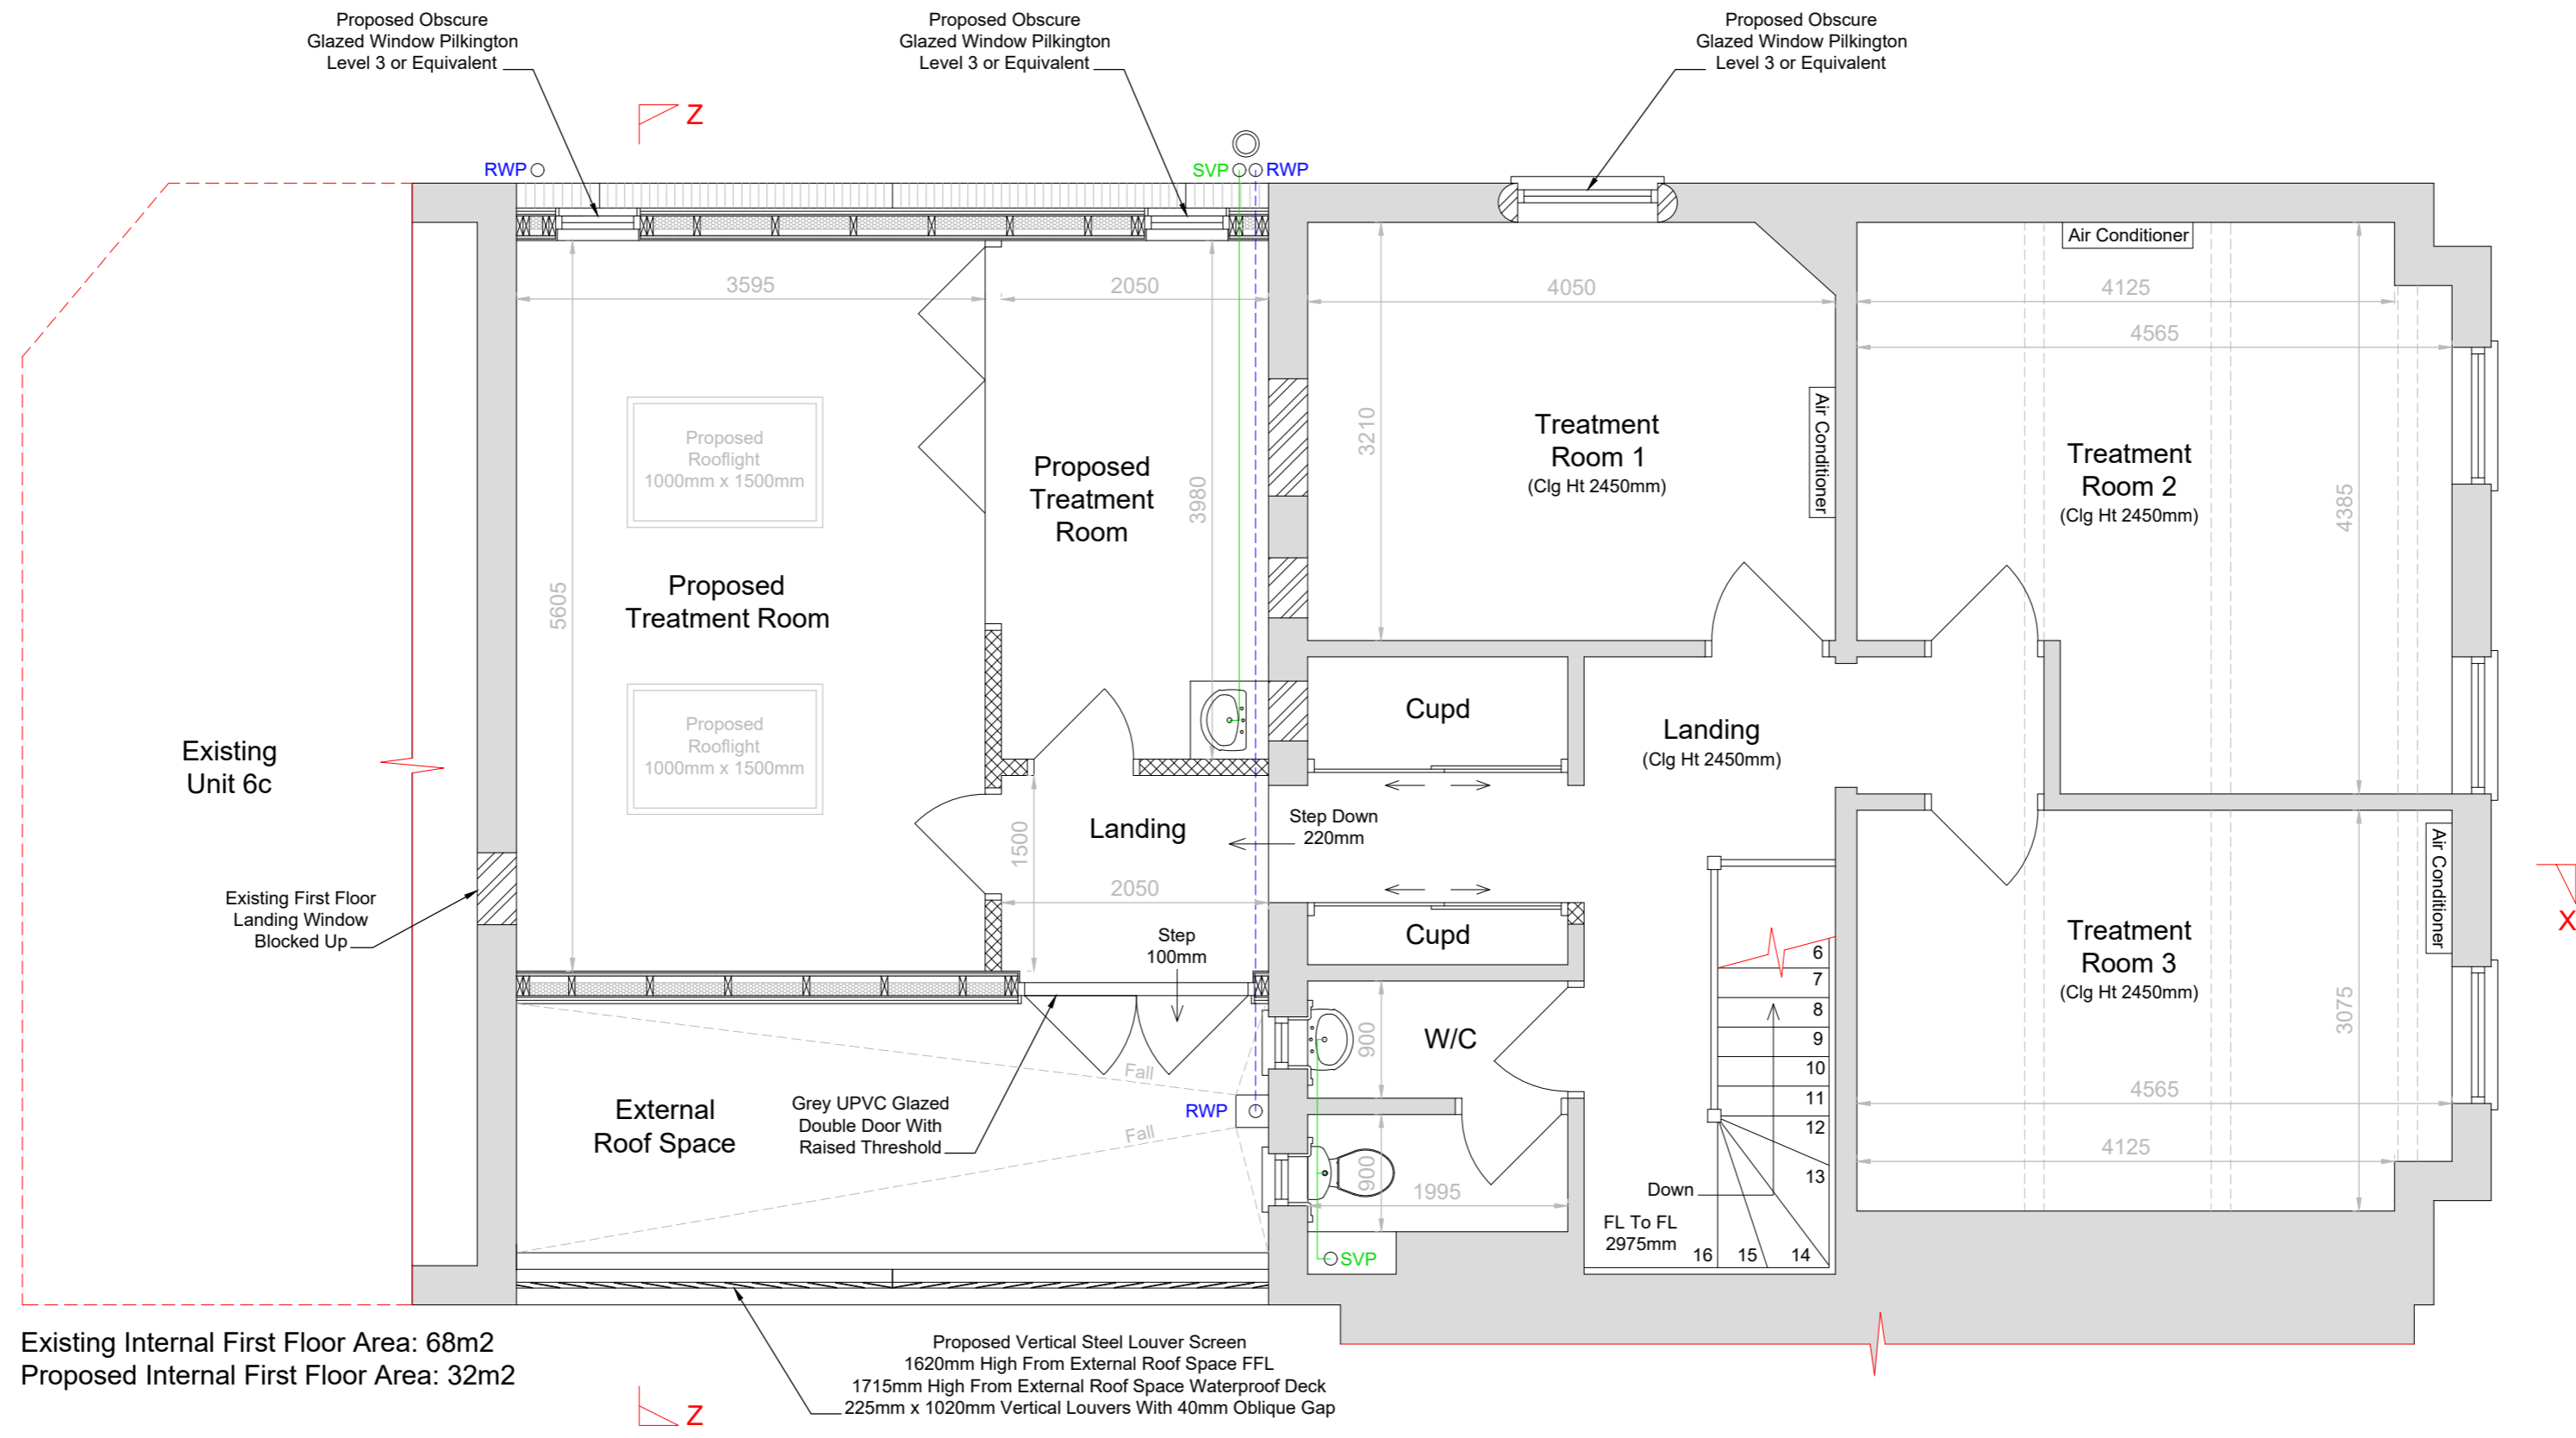 Proposed Obscure
Glazed Window Pilkington
Level 3 or Equivalent
Proposed Obscure
Glazed Window Pilkington
Level 3 or Equivalent
Proposed Obscure
Glazed Window Pilkington
Level 3 or Equivalent
Z
RWP
SVP
RWP
Air Conditioner
3595
2050
4050
4125
4565
Proposed
Rooflight
1000mm x 1500mm
Proposed
Treatment
Room
3980
3210
Treatment
Room 1
(Clg Ht 2450mm)
Air Conditioner
Treatment
Room 2
(Clg Ht 2450mm)
4385
5605
Proposed
Treatment Room
Proposed
Rooflight
1000mm x 1500mm
Existing
Unit 6c
Cupd
Landing
(Clg Ht 2450mm)
Landing
1500
2050
Step Down
220mm
Existing First Floor
Landing Window
Blocked Up
Step
100mm
Cupd
Air Conditioner
X
Treatment
Room 3
(Clg Ht 2450mm)
3075
6
7
8
9
10
11
12
13
14
15
16
W/C
900
900
1995
Fall
Fall
External
Roof Space
Grey UPVC Glazed
Double Door With
Raised Threshold
RWP
4565
4125
Down
FL To FL
2975mm
SVP
Existing Internal First Floor Area: 68m2
Proposed Internal First Floor Area: 32m2
Proposed Vertical Steel Louver Screen
1620mm High From External Roof Space FFL
1715mm High From External Roof Space Waterproof Deck
225mm x 1020mm Vertical Louvers With 40mm Oblique Gap
Z